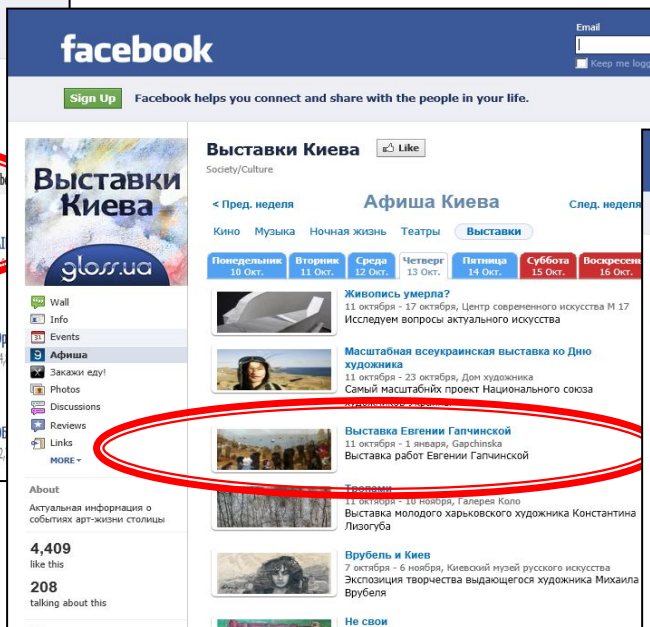 facebook
Email
Keep me logg
Sign Up
Facebook helps you connect and share with the people in your life.
Выставки
Киева
gloss.ua
Wall
Info
Events
Афиша
Закажи еду!
Photos
Discussions
Reviews
Links
MORE
About
Актуальная информация о
событиях арт-жизни столицы
4,409
like this
208
talking about this
Выставки Киева
Like
Society/Culture
< Пред. неделя
Афиша Киева
След. неделя
Кино Музыка Ночная жизнь Театры Выставки
Понедельник Вторник Среда Четверг Пятница Суббота Воскресень
10 Окт. 11 Окт. 12 Окт. 13 Окт. 14 Окт. 15 Окт. 16 Окт.
Живопись умерла?
11 октября - 17 октября, Центр современного искусства М 17
Исследуем вопросы актуального искусства
Масштабная всеукраинская выставка ко Дню
художника
11 октября - 23 октября, Дом художника
Самый масштабнйх проект Национального союза
Выставка Евгении Гапчинской
11 октября - 1 января, Gapchinska
Выставка работ Евгении Гапчинской
Тропами
11 октября - 10 ноября, Галерея Коло
Выставка молодого харьковского художника Константина
Лизогуба
Врубель и Киев
7 октября - 6 ноября, Киевский музей русского искусства
Экспозиция творчества выдающегося художника Михаила
Врубеля
Не свои